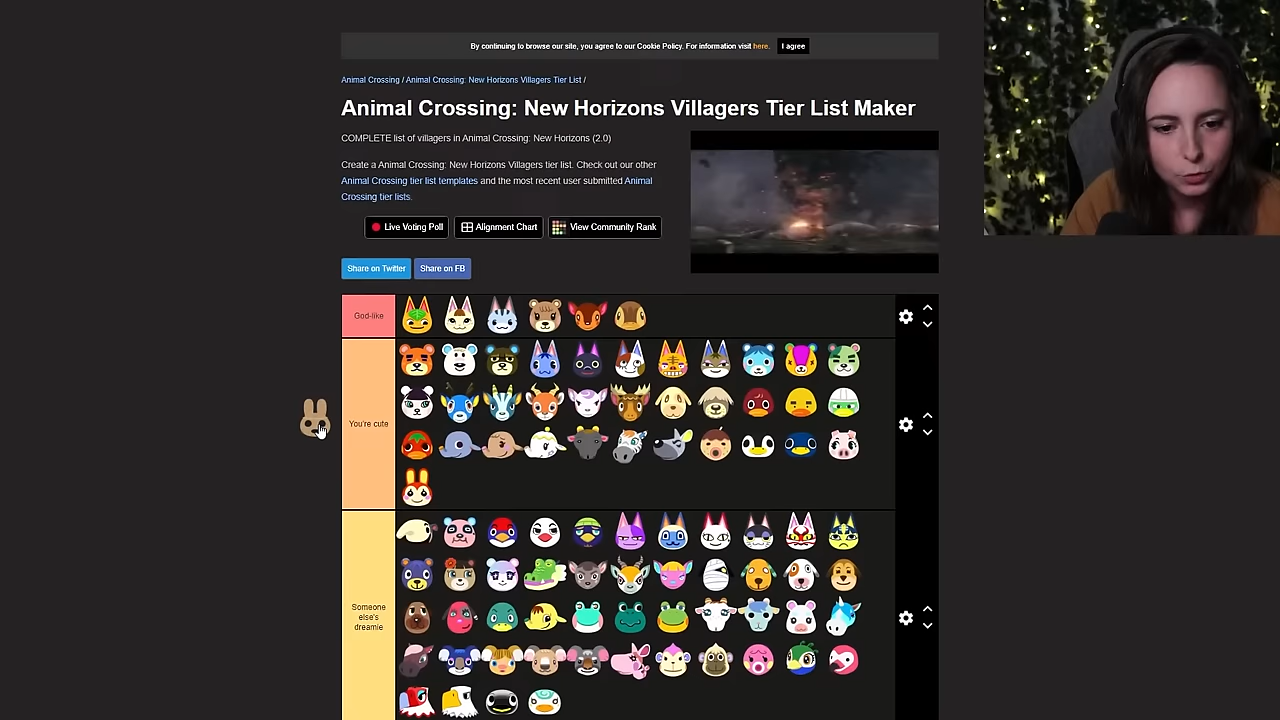 By continuing to browse our site, you agree to our Cookie Policy. For information visit here. I agree
Animal Crossing / Animal Crossing: New Horizons Villagers Tier List /
Animal Crossing: New Horizons Villagers Tier List Maker
COMPLETE list of villagers in Animal Crossing: New Horizons (2.0)
Create a Animal Crossing: New Horizons Villagers tier list. Check out our other
Animal Crossing tier list templates and the most recent user submitted Animal
Crossing tier lists.
Live Voting Poll Alignment Chart View Community Rank
Share on Twitter Share on FB
God-like
You're cute
Someone
else's
dreamie